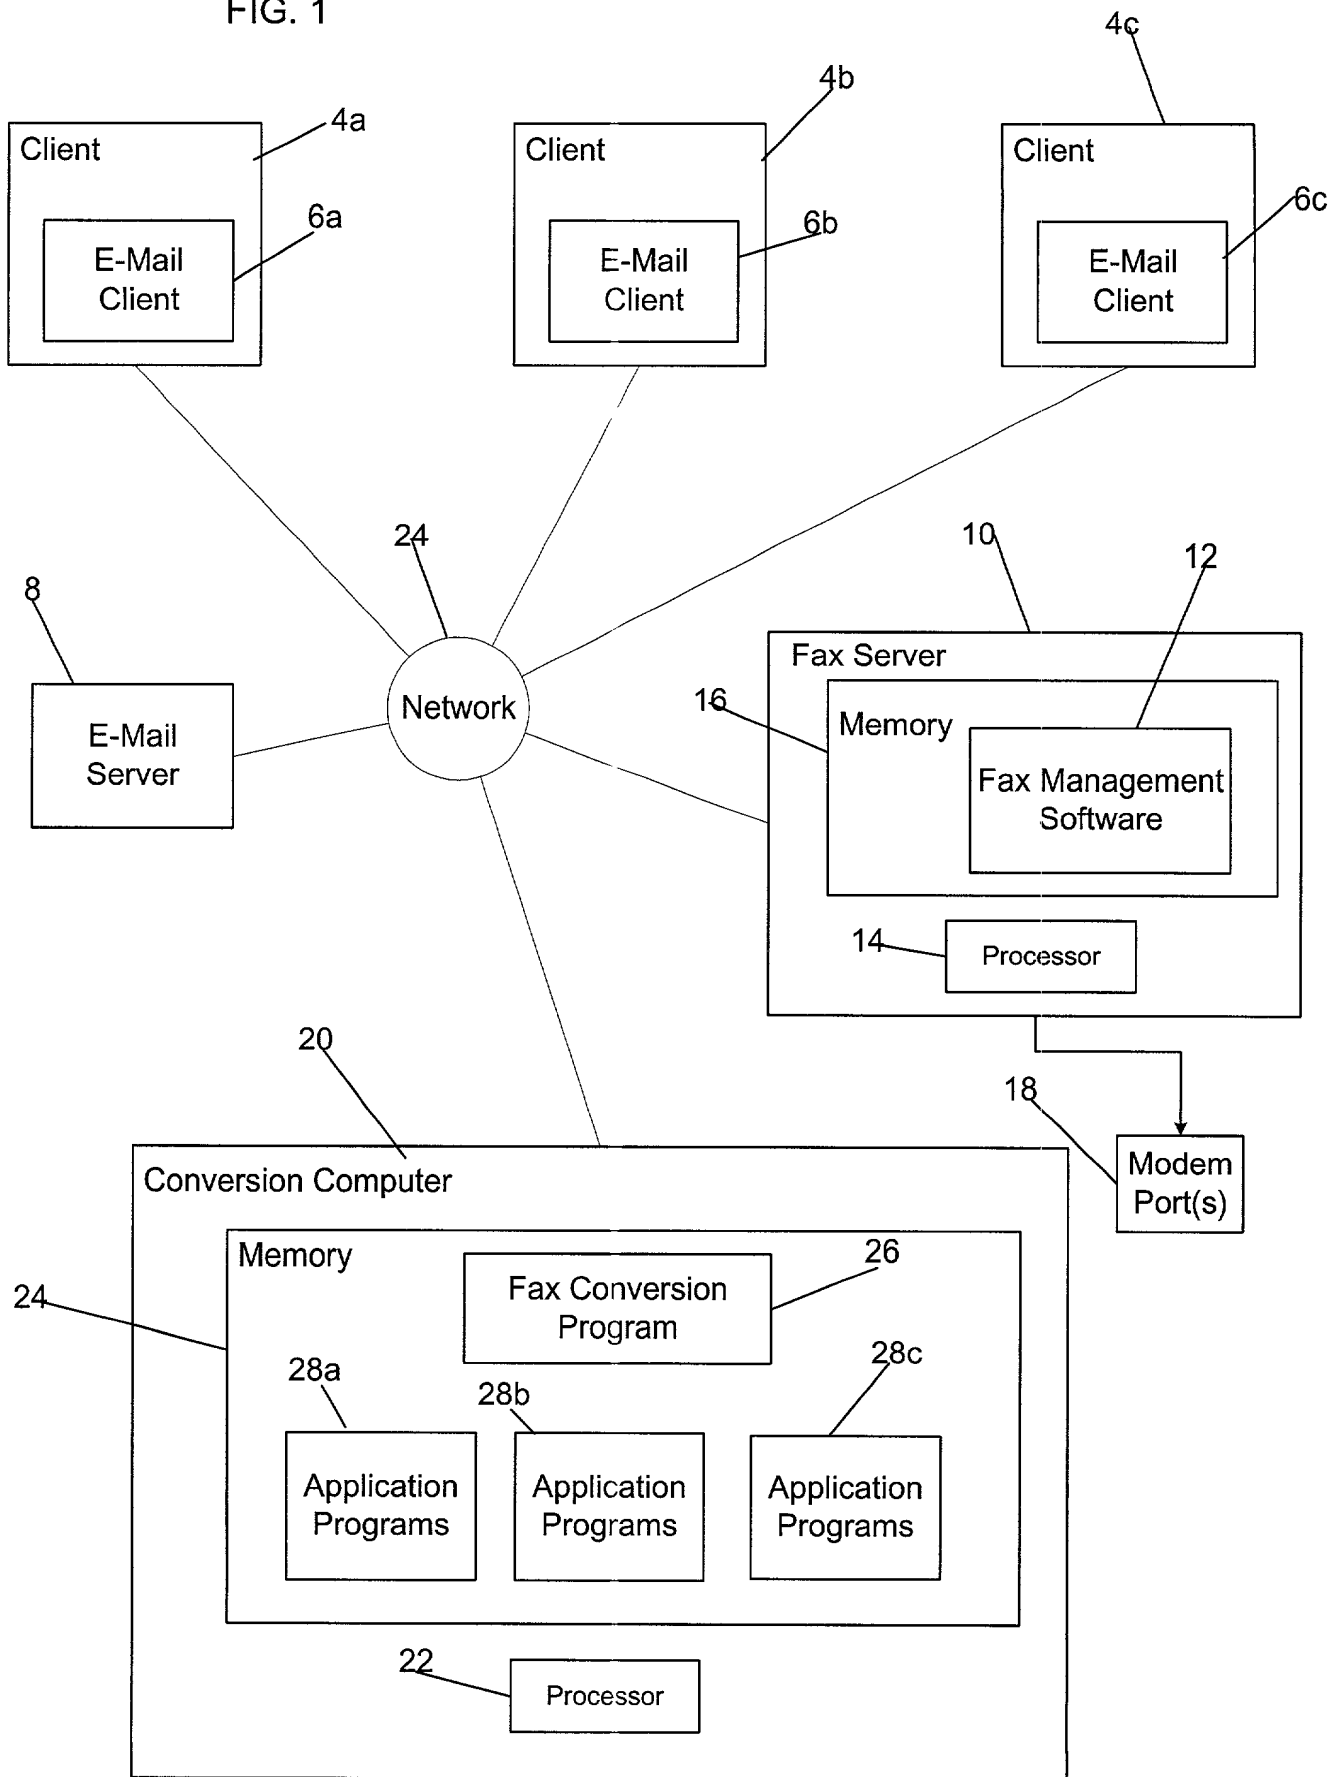 FIG. 1
4c
4b
4a
Client
Client
Client
6a
6b
6c
E-Mail
Client
E-Mail
Client
E-Mail
Client
24
10
12
8
Fax Server
16
Memory
Network
E-Mail
Server
Fax Management
Software
14
Processor
20
18
Modem
Port(s)
Conversion Computer
Memory
26
Fax Conversion
Program
24
28a
28b
28c
Application
Programs
Application
Programs
Application
Programs
22
Processor